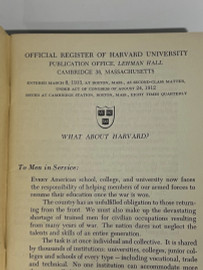 OFFICIAL REGISTER OF HARVARD UNIVERSITY
PUBLICATION OFFICE, LEHMAN HALL
CAMBRIDGE 38, MASSACHUSETTS
ENTERED MARCH 6, 1903, AT BOSTON, MASS., AS SECOND-CLASS MATTER,
UNDER ACT OF CONGRESS OF AUGUST 24, 1912
ISSUED AT CAMBRIDGE STATION, BOSTON, MASS., EIGHT TIMES QUARTERLY
WHAT ABOUT HARVARD?
To Men in Service:
EVERY American school, college, and university now faces
the responsibility of helping members of our armed forces to
resume their education once the war is won.
The country has an unfulfilled obligation to those return-
ing from the front. We must also make up the devastating
shortage of trained men for civilian occupations resulting
from many years of war. The nation dares not neglect the
talents and skills of an entire generation.
The task is at once individual and collective. It is shared
by thousands of institutions: universities, colleges, junior col-
leges and schools of every type — including vocational, trade
and technical. No one institution can accommodate more